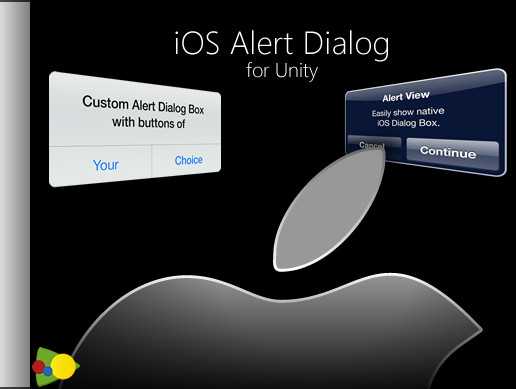 iOS Alert Dialog
for Unity
Custom Alert Dialog Box
with buttons of
Your
Choice
Alert View
Easily show native
iOS Dialog Box.
Cancel
Continue